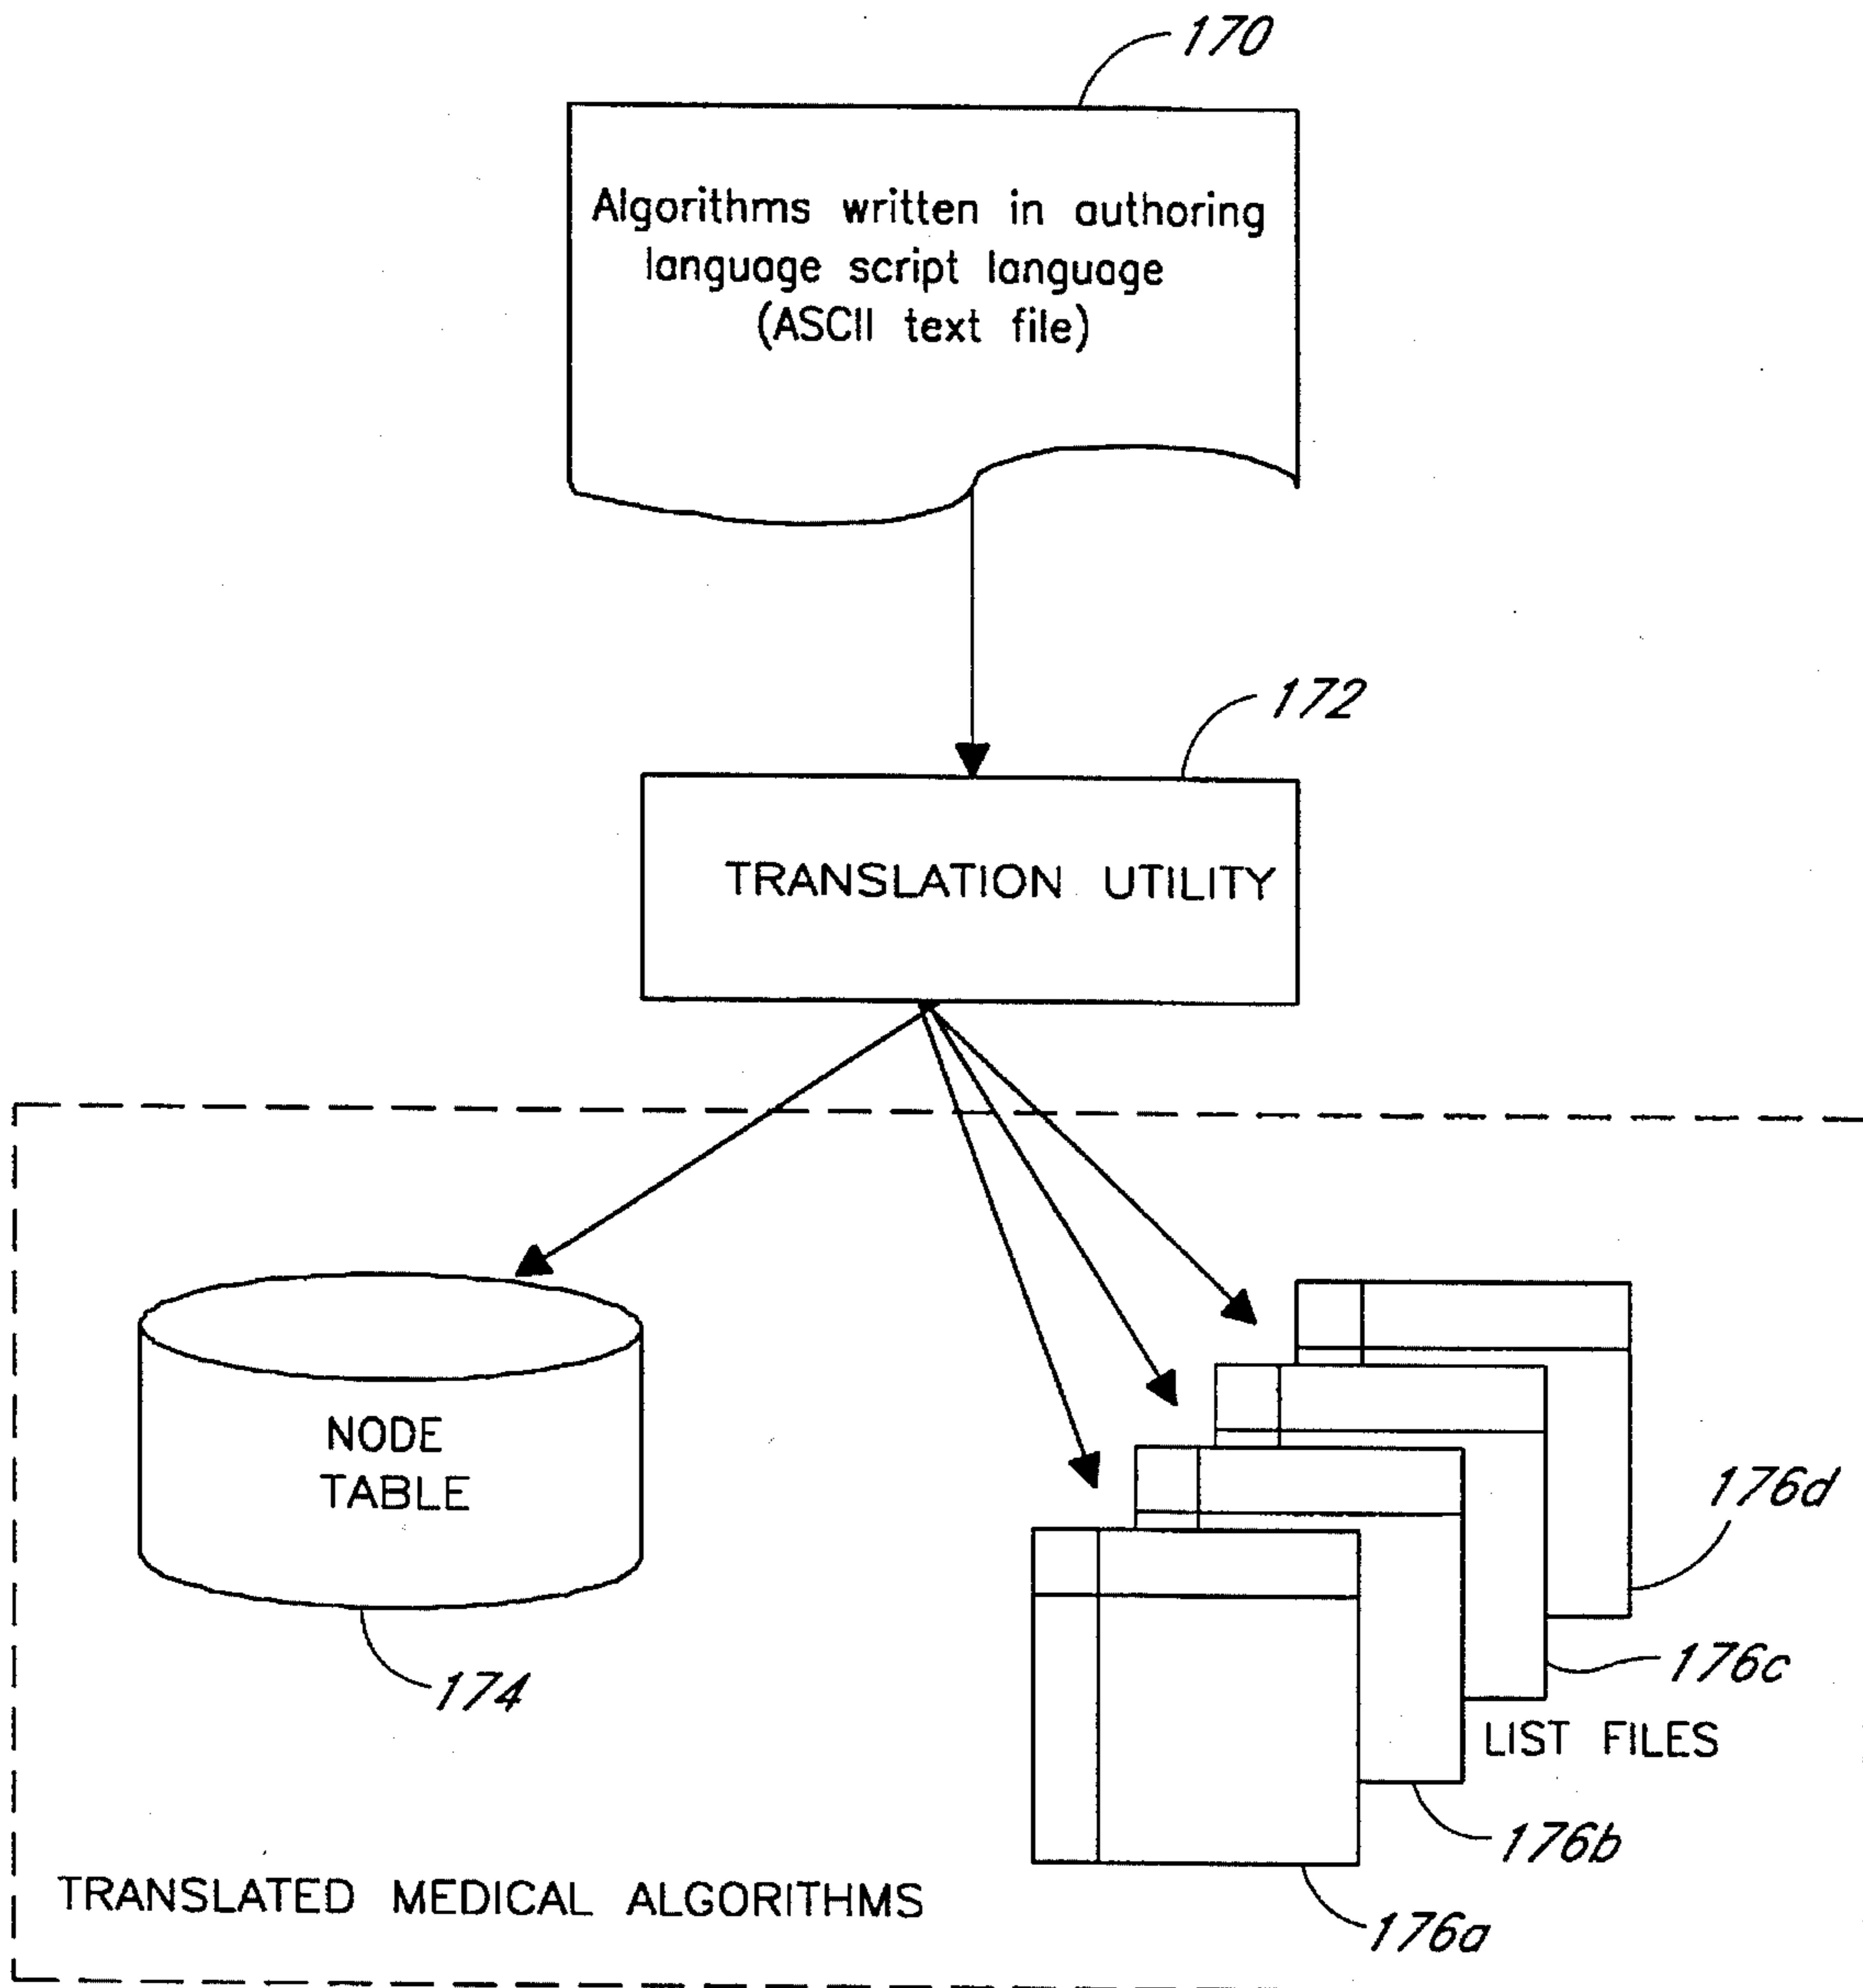 170
Algorithms written in authoring
language script language
(ASCII text file)
172
TRANSLATION UTILITY
NODE
TABLE
174
176d
176c
LIST FILES
176b
176a
TRANSLATED MEDICAL ALGORITHMS